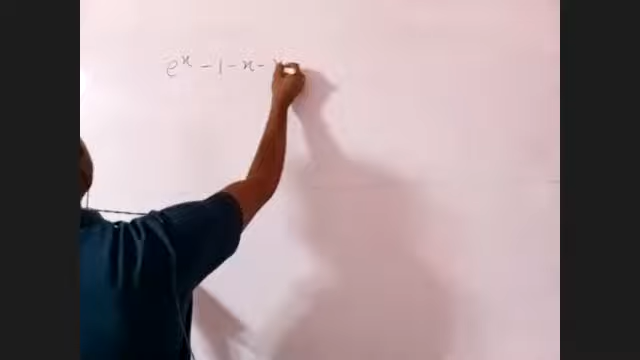 e^x - 1 - x -